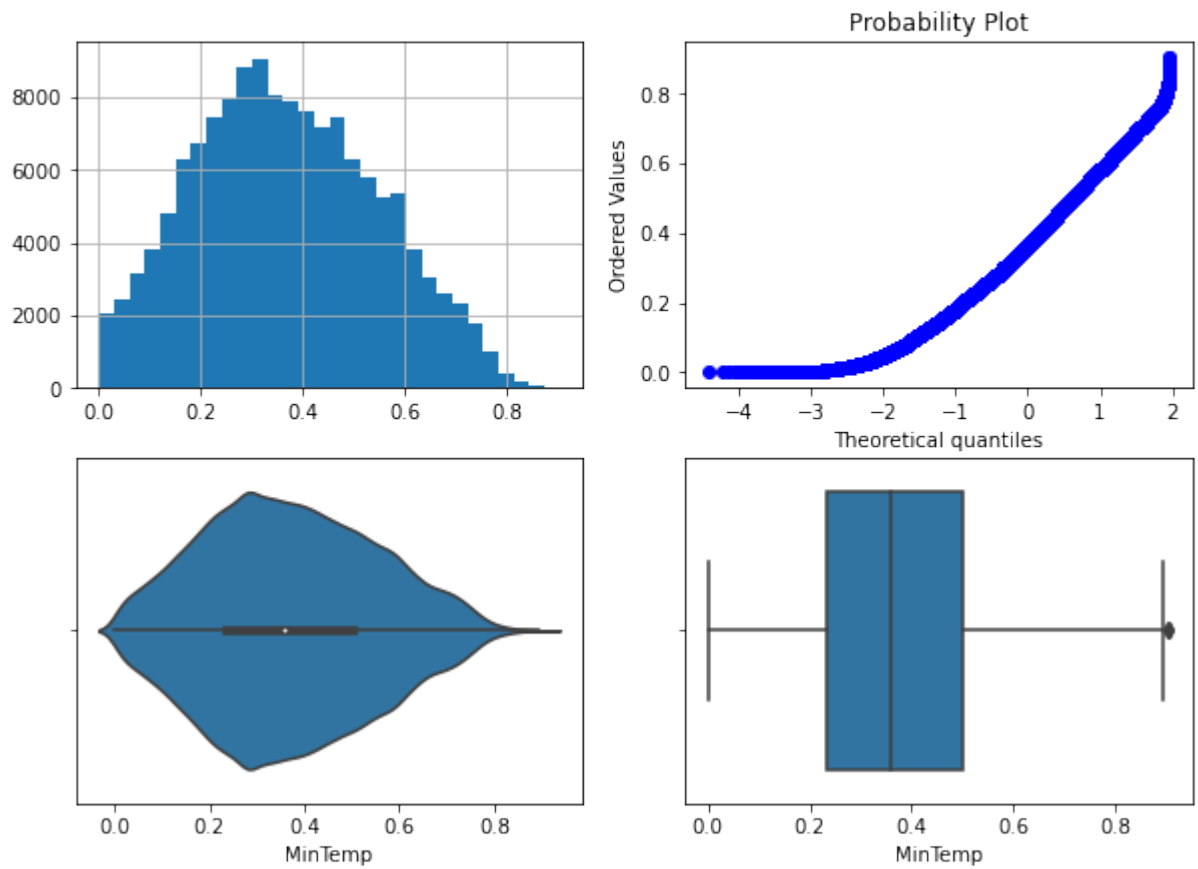 8000
6000
4000
2000
0
0.0 0.2 0.4 0.6 0.8
Probability Plot
Ordered Values
0.8
0.6
0.4
0.2
0.0
−4 −3 −2 −1 0 1 2
Theoretical quantiles
0.0 0.2 0.4 0.6 0.8
MinTemp
0.0 0.2 0.4 0.6 0.8
MinTemp